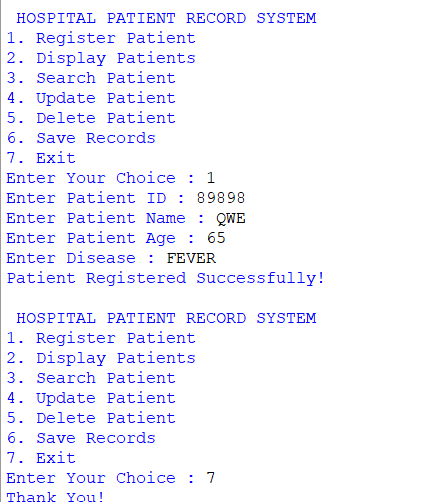 HOSPITAL PATIENT RECORD SYSTEM
1. Register Patient
2. Display Patients
3. Search Patient
4. Update Patient
5. Delete Patient
6. Save Records
7. Exit
Enter Your Choice : 1
Enter Patient ID : 89898
Enter Patient Name : QWE
Enter Patient Age : 65
Enter Disease : FEVER
Patient Registered Successfully!

HOSPITAL PATIENT RECORD SYSTEM
1. Register Patient
2. Display Patients
3. Search Patient
4. Update Patient
5. Delete Patient
6. Save Records
7. Exit
Enter Your Choice : 7
Thank You!